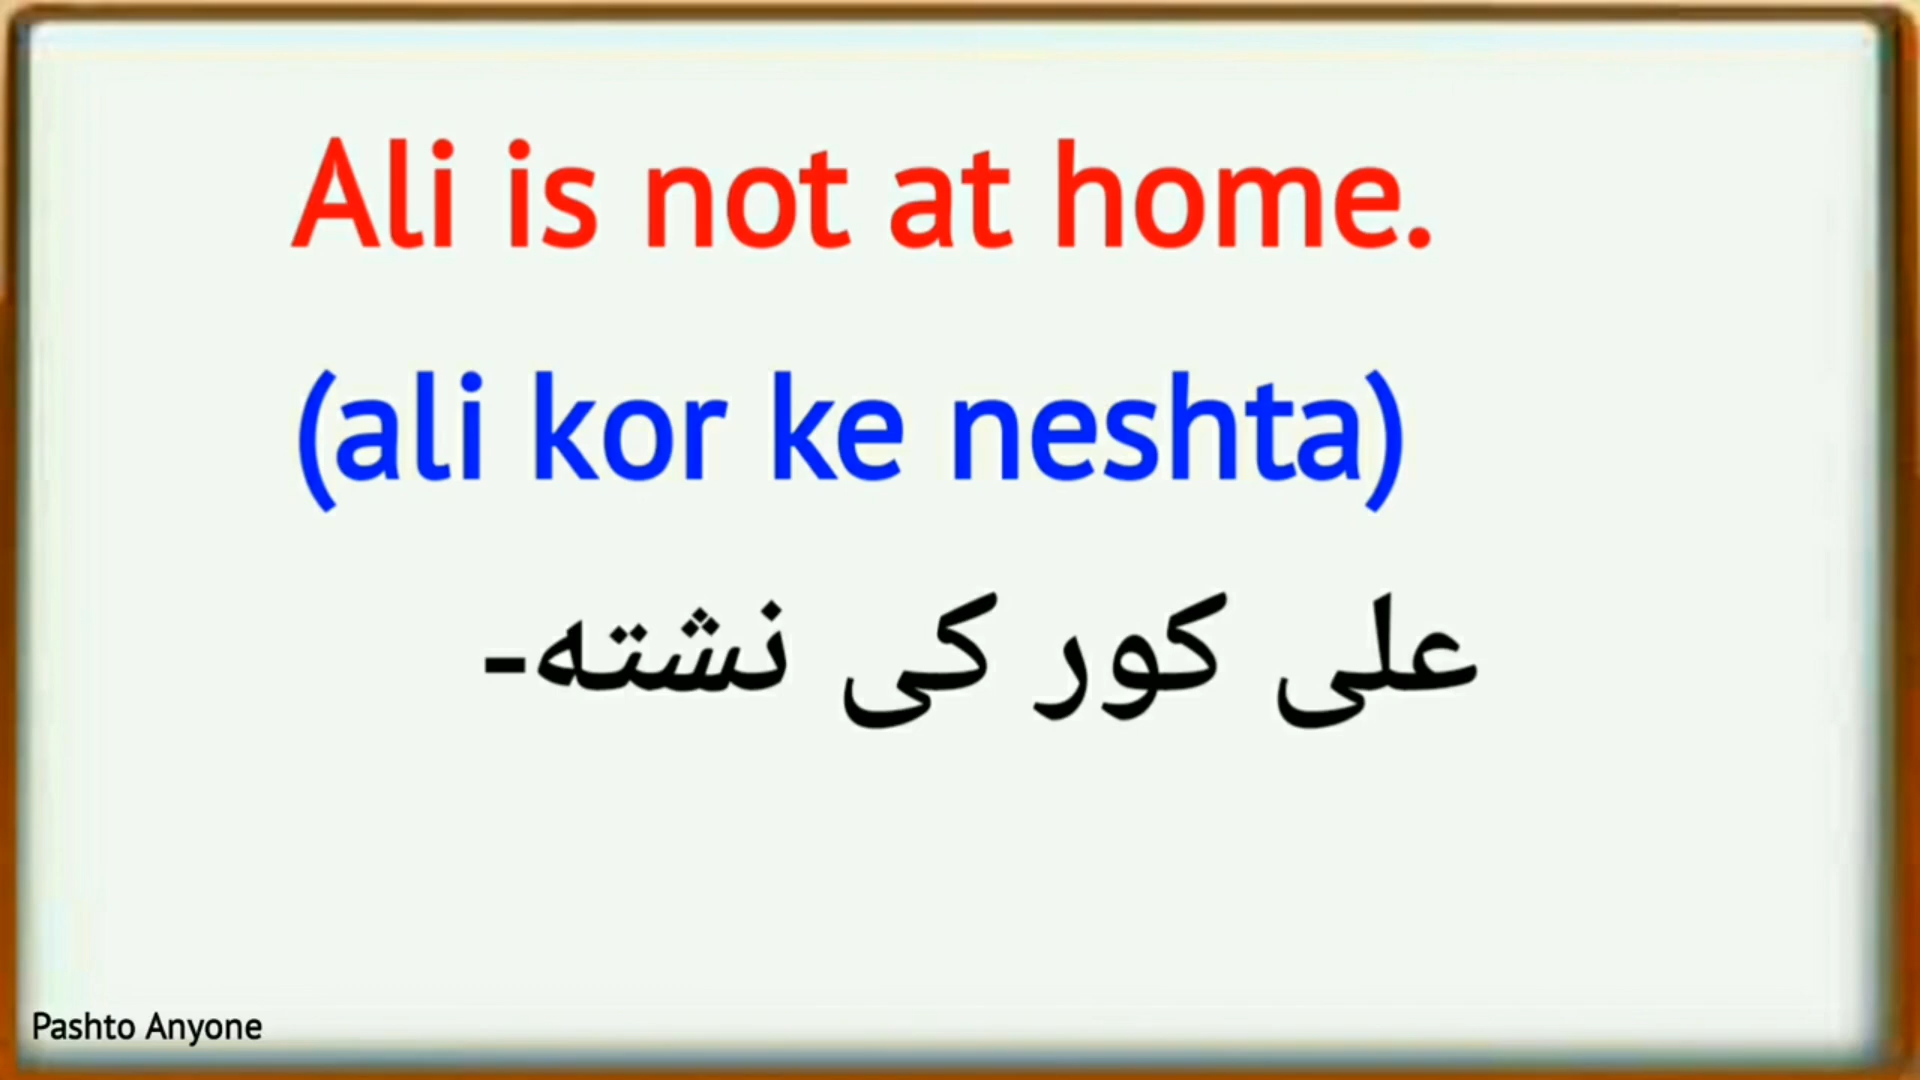 Ali is not at home.
(ali kor ke neshta)
علی کور کی نشته-
Pashto Anyone